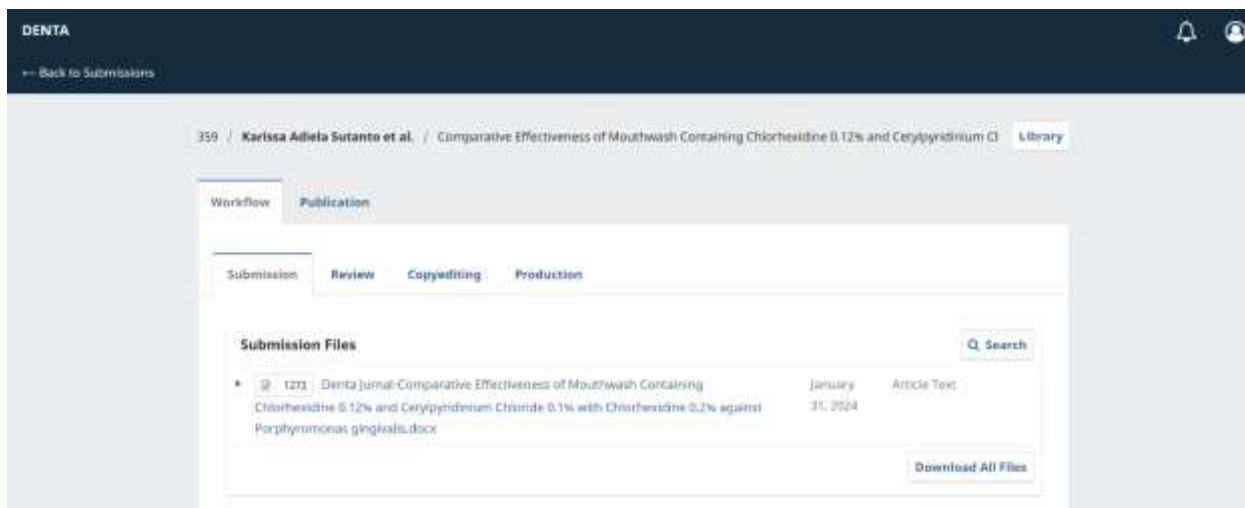 DENTA
← Back to Submissions
359 / Karissa Adiela Sutanto et al. / Comparative Effectiveness of Mouthwash Containing Chlorhexidine 0.12% and Cetylpyridinium Cl
Library
Workflow
Publication
Submission
Review
Copyediting
Production
Submission Files
Search
1273 Denta Jurnal-Comparative Effectiveness of Mouthwash Containing
Chlorhexidine 0.12% and Cetylpyridinium Chloride 0.1% with Chlorhexidine 0.2% against
Porphyromonas gingivalis.docx
January
31, 2024
Article Text
Download All Files